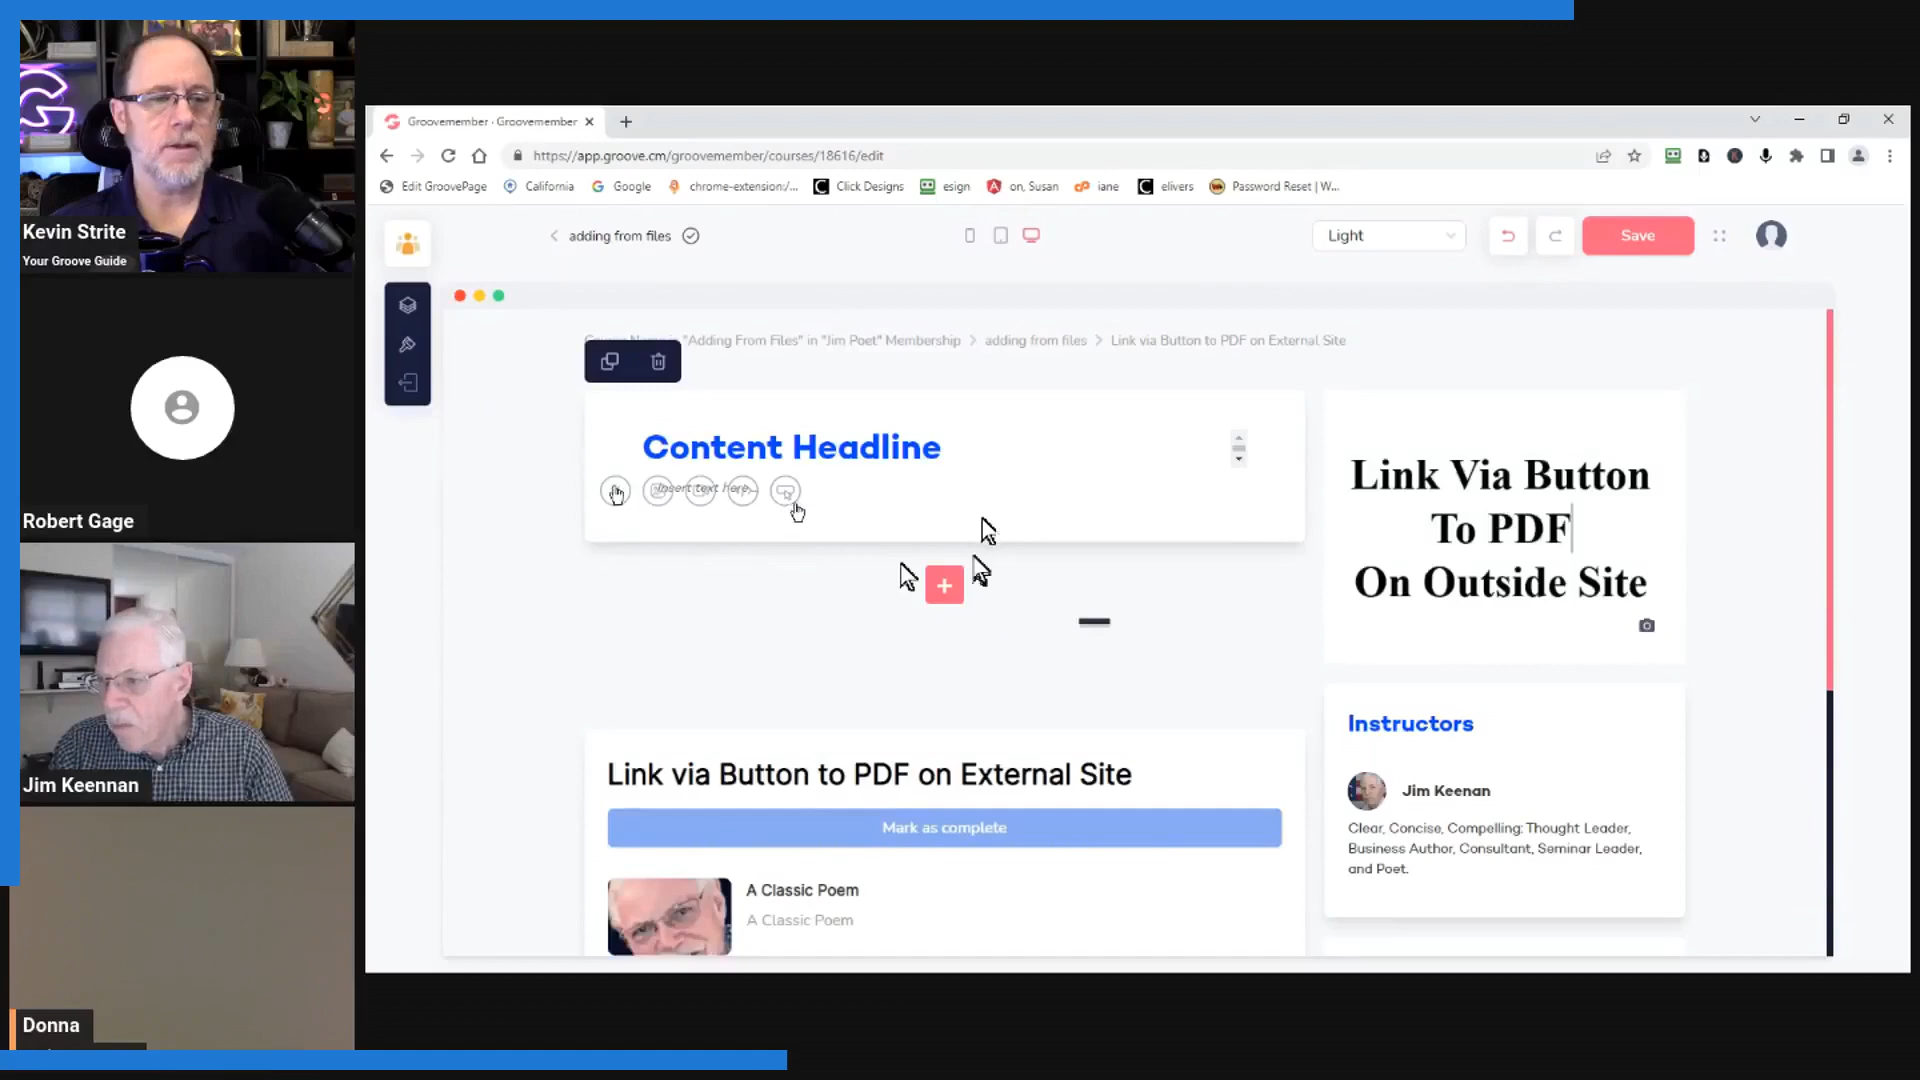 Kevin Strite
Your Groove Guide
Robert Gage
Jim Keennan
Donna
Groovemember · Groovemember
https://app.groove.cm/groovemember/courses/18616/edit
Edit GroovePage California Google chrome-extension:/... Click Designs esign on, Susan iane elivers Password Reset | W...
adding from files
Light
Save
"Adding From Files" in "Jim Poet" Membership > adding from files > Link via Button to PDF on External Site
Content Headline
Insert text here...
Link Via Button
To PDF
On Outside Site
Instructors
Jim Keenan
Clear, Concise, Compelling: Thought Leader,
Business Author, Consultant, Seminar Leader,
and Poet.
Link via Button to PDF on External Site
Mark as complete
A Classic Poem
A Classic Poem